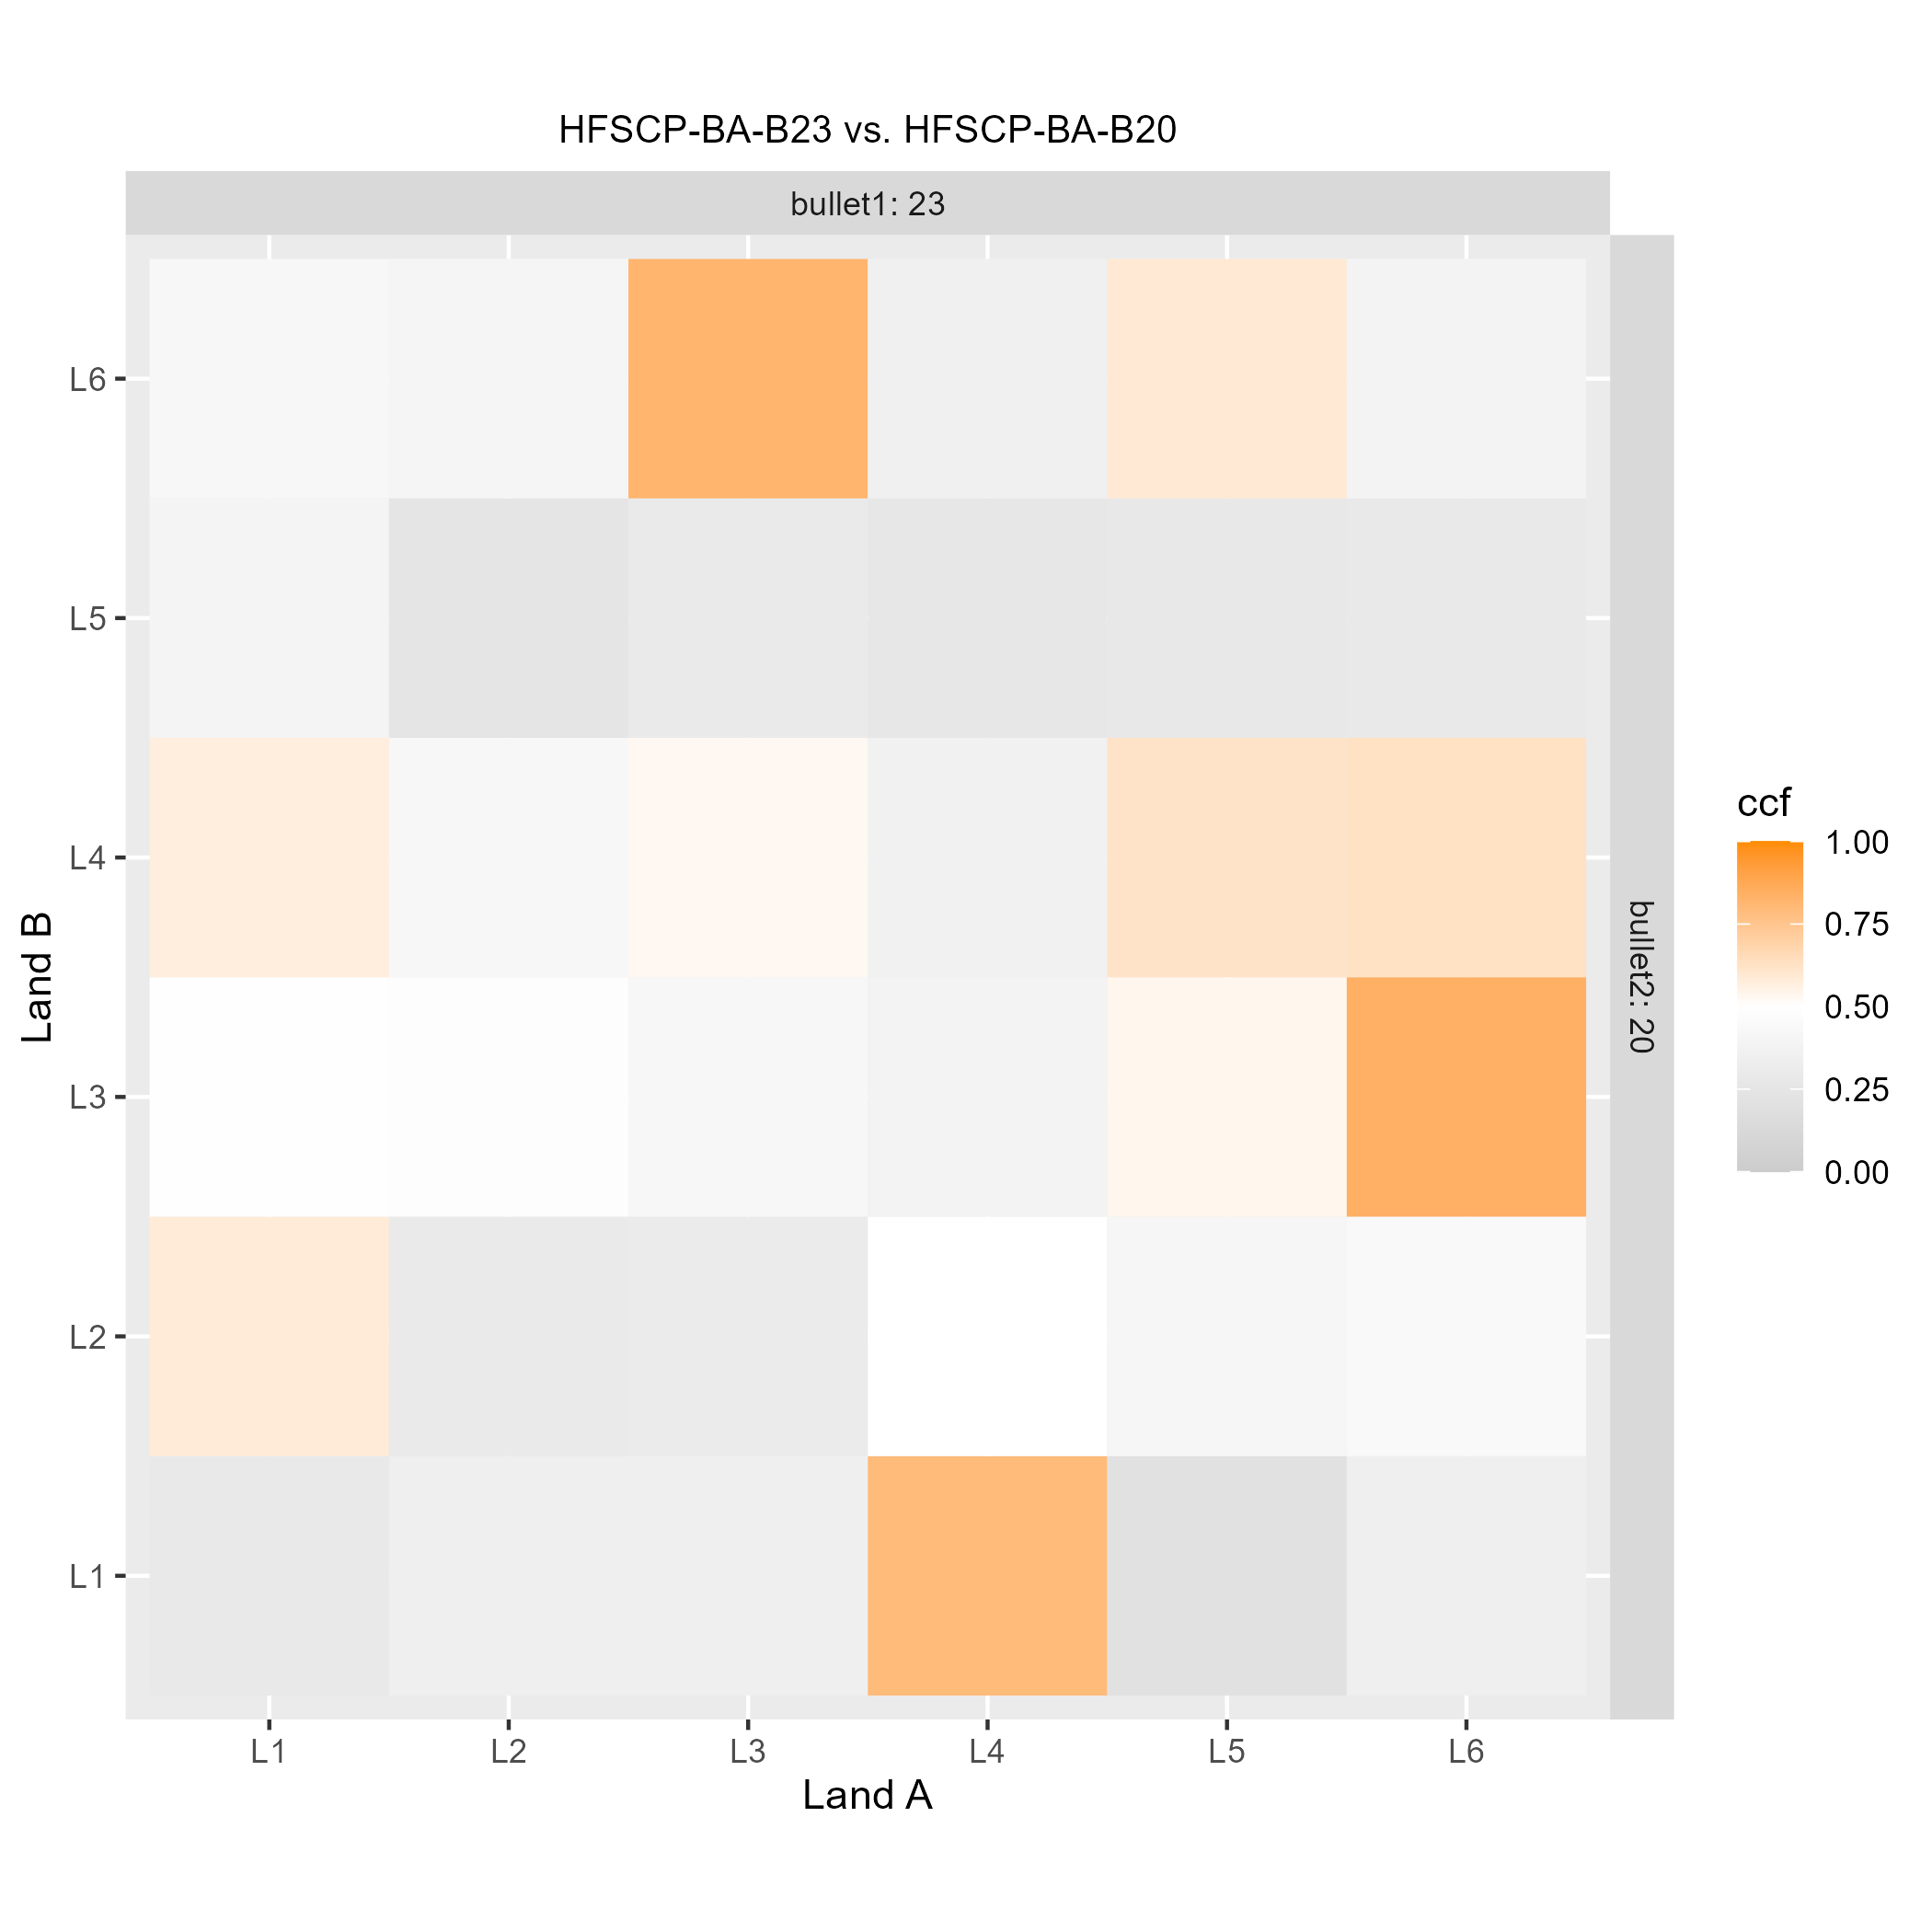 HFSCP-BA-B23 vs. HFSCP-BA-B20
bullet1: 23
L6
L5
L4
L3
L2
L1
Land B
bullet2: 20
L1 L2 L3 L4 L5 L6
Land A
ccf
1.00
0.75
0.50
0.25
0.00